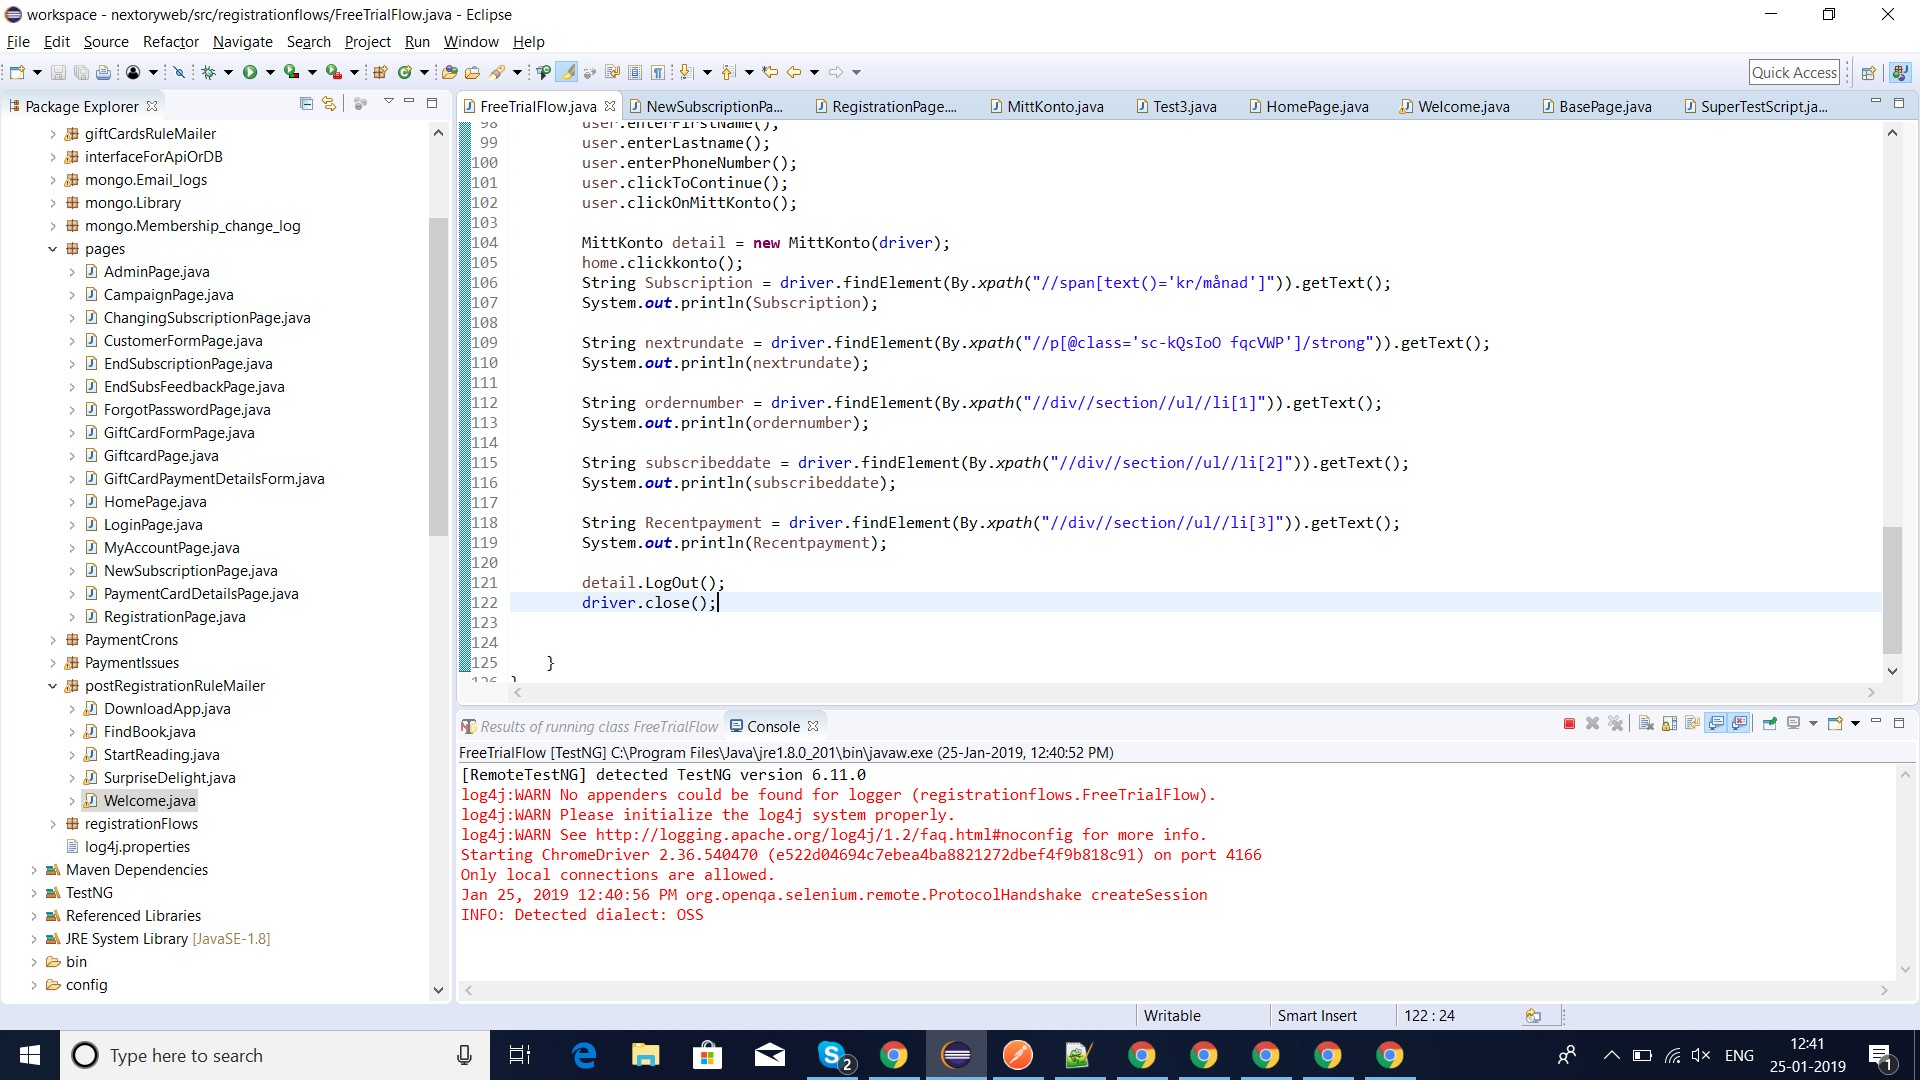 workspace - nextoryweb/src/registrationflows/FreeTrialFlow.java - Eclipse
File Edit Source Refactor Navigate Search Project Run Window Help
Quick Access
Package Explorer
giftCardsRuleMailer
interfaceForApiOrDB
mongo.Email_logs
mongo.Library
mongo.Membership_change_log
pages
AdminPage.java
CampaignPage.java
ChangingSubscriptionPage.java
CustomerFormPage.java
EndSubscriptionPage.java
EndSubsFeedbackPage.java
ForgotPasswordPage.java
GiftCardFormPage.java
GiftcardPage.java
GiftCardPaymentDetailsForm.java
HomePage.java
LoginPage.java
MyAccountPage.java
NewSubscriptionPage.java
PaymentCardDetailsPage.java
RegistrationPage.java
PaymentCrons
PaymentIssues
postRegistrationRuleMailer
DownloadApp.java
FindBook.java
StartReading.java
SurpriseDelight.java
Welcome.java
registrationFlows
log4j.properties
Maven Dependencies
TestNG
Referenced Libraries
JRE System Library [JavaSE-1.8]
bin
config
FreeTrialFlow.java NewSubscriptionPa... RegistrationPage.... MittKonto.java Test3.java HomePage.java Welcome.java BasePage.java SuperTestScript.ja...
98 user.enterFirstName();
99 user.enterLastname();
100 user.enterPhoneNumber();
101 user.clickToContinue();
102 user.clickOnMittKonto();
103
104 MittKonto detail = new MittKonto(driver);
105 home.clickkonto();
106 String Subscription = driver.findElement(By.xpath("//span[text()='kr/månad']")).getText();
107 System.out.println(Subscription);
108
109 String nextrundate = driver.findElement(By.xpath("//p[@class='sc-kQsIoO fqcVWP']/strong")).getText();
110 System.out.println(nextrundate);
111
112 String ordernumber = driver.findElement(By.xpath("//div//section//ul//li[1]")).getText();
113 System.out.println(ordernumber);
114
115 String subscribeddate = driver.findElement(By.xpath("//div//section//ul//li[2]")).getText();
116 System.out.println(subscribeddate);
117
118 String Recentpayment = driver.findElement(By.xpath("//div//section//ul//li[3]")).getText();
119 System.out.println(Recentpayment);
120
121 detail.LogOut();
122 driver.close();
123
124
125 }
126 }
Results of running class FreeTrialFlow Console
FreeTrialFlow [TestNG] C:\Program Files\Java\jre1.8.0_201\bin\javaw.exe (25-Jan-2019, 12:40:52 PM)
[RemoteTestNG] detected TestNG version 6.11.0
log4j:WARN No appenders could be found for logger (registrationflows.FreeTrialFlow).
log4j:WARN Please initialize the log4j system properly.
log4j:WARN See http://logging.apache.org/log4j/1.2/faq.html#noconfig for more info.
Starting ChromeDriver 2.36.540470 (e522d04694c7ebea4ba8821272dbef4f9b818c91) on port 4166
Only local connections are allowed.
Jan 25, 2019 12:40:56 PM org.openqa.selenium.remote.ProtocolHandshake createSession
INFO: Detected dialect: OSS
Writable Smart Insert 122 : 24
Type here to search
2
ENG
12:41
25-01-2019
1